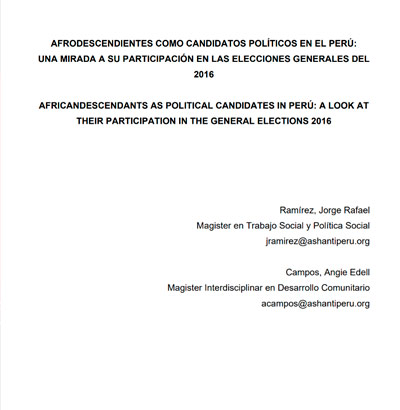 AFRODESCENDIENTES COMO CANDIDATOS POLÍTICOS EN EL PERÚ:
UNA MIRADA A SU PARTICIPACIÓN EN LAS ELECCIONES GENERALES DEL
2016
AFRICANDESCENDANTS AS POLITICAL CANDIDATES IN PERÚ: A LOOK AT
THEIR PARTICIPATION IN THE GENERAL ELECTIONS 2016
Ramírez, Jorge Rafael
Magister en Trabajo Social y Política Social
jramirez@ashantiperu.org
Campos, Angie Edell
Magister Interdisciplinar en Desarrollo Comunitario
acampos@ashantiperu.org